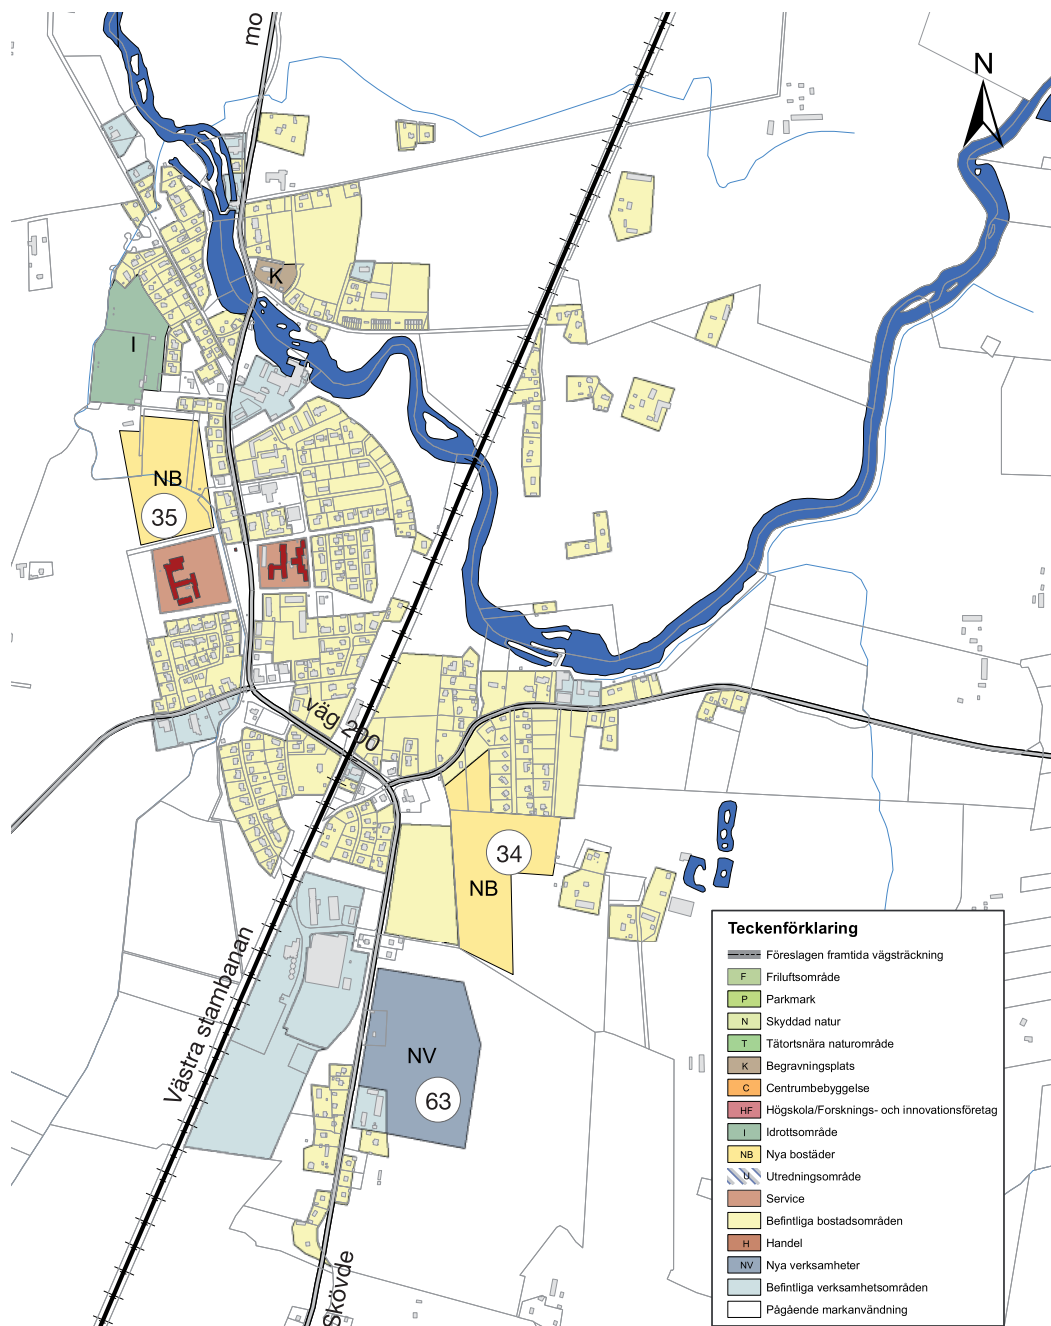 mo
N
K
I
NB
35
väg 200
34
NB
Västra stambanan
NV
63
Skövde
Teckenförklaring
Föreslagen framtida vägsträckning
F Friluftsområde
P Parkmark
N Skyddad natur
T Tätortsnära naturområde
K Begravningsplats
C Centrumbebyggelse
HF Högskola/Forsknings- och innovationsföretag
I Idrottsområde
NB Nya bostäder
U Utredningsområde
Service
Befintliga bostadsområden
H Handel
NV Nya verksamheter
Befintliga verksamhetsområden
Pågående markanvändning